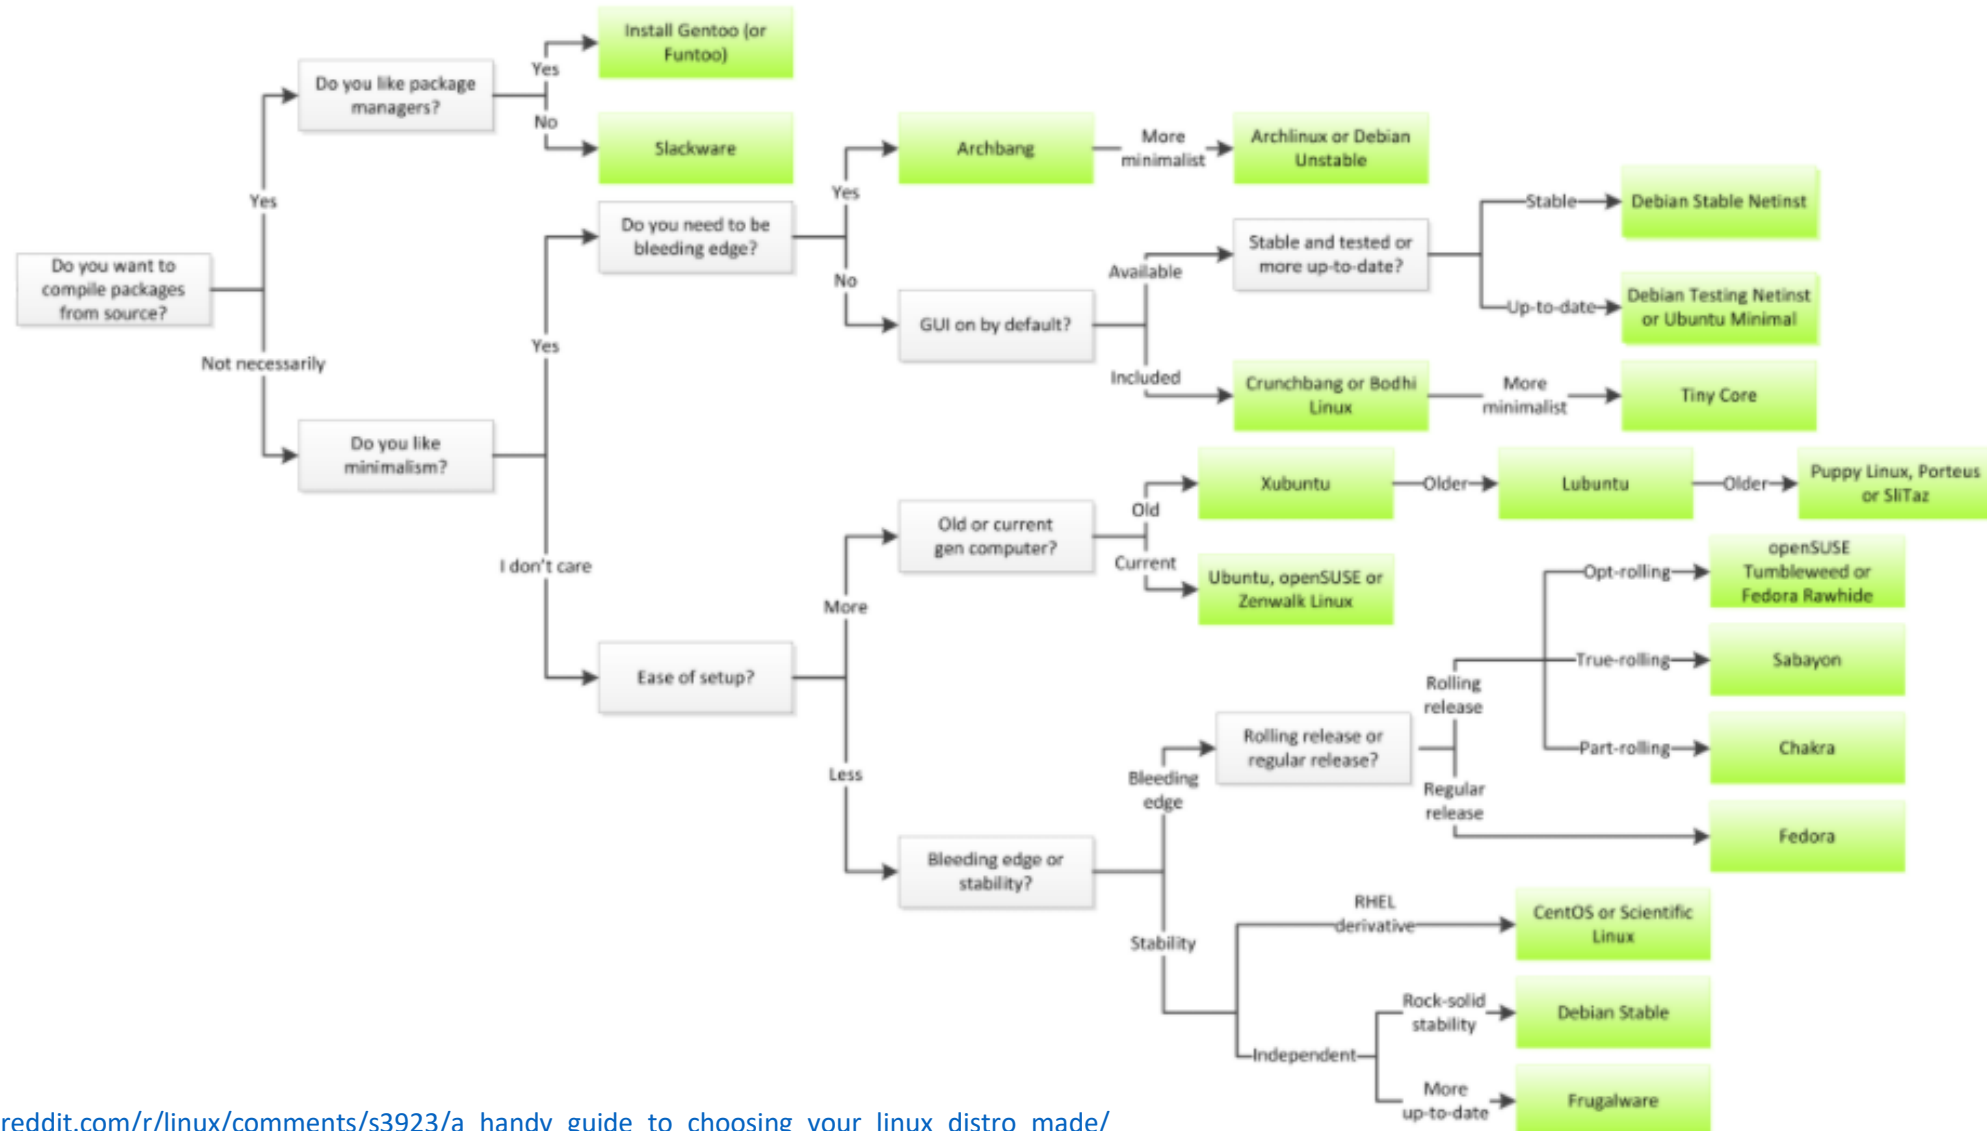 Install Gentoo (or
Funtoo)
Do you like package
managers?
Yes
No
Slackware
Archbang
More
minimalist
Archlinux or Debian
Unstable
Yes
Yes
Do you need to be
bleeding edge?
Stable
Debian Stable Netinst
Stable and tested or
more up-to-date?
Do you want to
compile packages
from source?
Available
No
GUI on by default?
Up-to-date
Debian Testing Netinst
or Ubuntu Minimal
Yes
Not necessarily
Included
Crunchbang or Bodhi
Linux
More
minimalist
Tiny Core
Do you like
minimalism?
Xubuntu
Older
Lubuntu
Older
Puppy Linux, Porteus
or SliTaz
Old or current
gen computer?
Old
Current
I don't care
Ubuntu, openSUSE or
Zenwalk Linux
Opt-rolling
openSUSE
Tumbleweed or
Fedora Rawhide
More
True-rolling
Sabayon
Ease of setup?
Rolling
release
Rolling release or
regular release?
Part-rolling
Chakra
Less
Bleeding
edge
Regular
release
Fedora
Bleeding edge or
stability?
RHEL
derivative
CentOS or Scientific
Linux
Stability
Rock-solid
stability
Debian Stable
Independent
More
up-to-date
Frugalware
reddit.com/r/linux/comments/s3923/a_handy_guide_to_choosing_your_linux_distro_made/